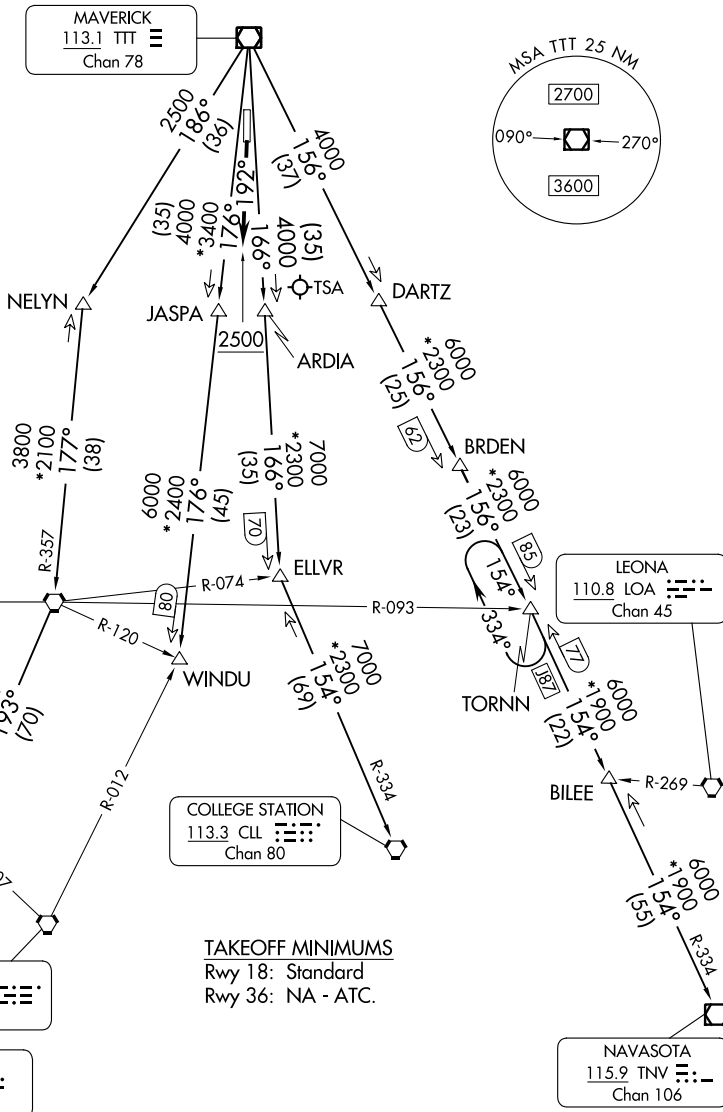 MAVERICK
113.1 TTT
Chan 78
MSA TTT 25 NM
2700
090°
270°
3600
2500
186°
(36)
(35)
4000
*3400
176°
192°
166°
4000
(35)
4000
156°
(37)
NELYN
JASPA
2500
TSA
ARDIA
DARTZ
3800
*2100
177°
(38)
6000
*2400
176°
(45)
7000
*2300
166°
(35)
6000
*2300
156°
(25)
62
BRDEN
6000
*2300
156°
(23)
85
R-357
R-074
70
ELLVR
80
R-093
R-120
WINDU
154°
334°
TORNN
J87
77
LEONA
110.8 LOA
Chan 45
193°
(70)
R-012
7000
*2300
154°
(69)
R-334
6000
*1900
154°
(22)
BILEE
R-269
COLLEGE STATION
113.3 CLL
Chan 80
6000
*1900
154°
(55)
R-334
TAKEOFF MINIMUMS
Rwy 18: Standard
Rwy 36: NA - ATC.
NAVASOTA
115.9 TNV
Chan 106